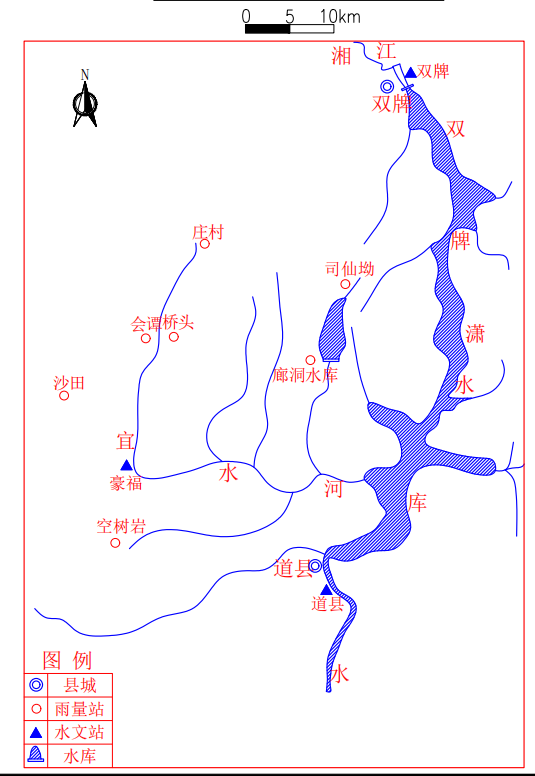 0 5 10km
湘江
N
双牌
双牌
双
庄村
牌
司仙坳
会谭
桥头
潇
廊洞水库
沙田
水
宜
水
豪福
河
库
空树岩
道县
道县
水
图 例
县城
雨量站
水文站
水库